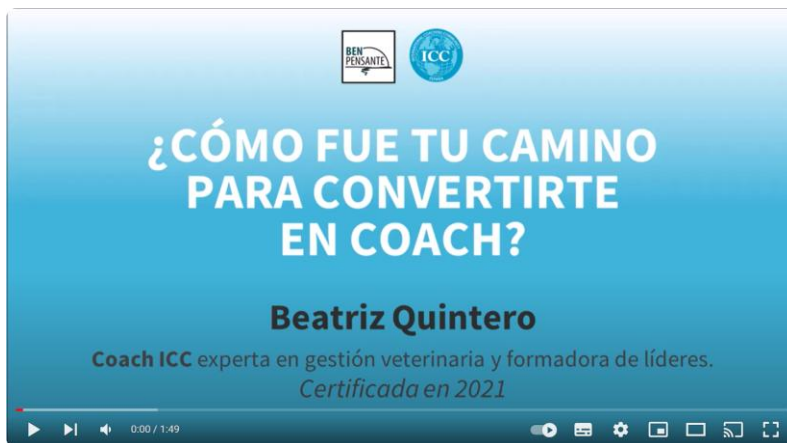 BEN
PENSANTE
ICC
¿CÓMO FUE TU CAMINO
PARA CONVERTIRTE
EN COACH?
Beatriz Quintero
Coach ICC experta en gestión veterinaria y formadora de líderes.
Certificada en 2021
0:00 / 1:49